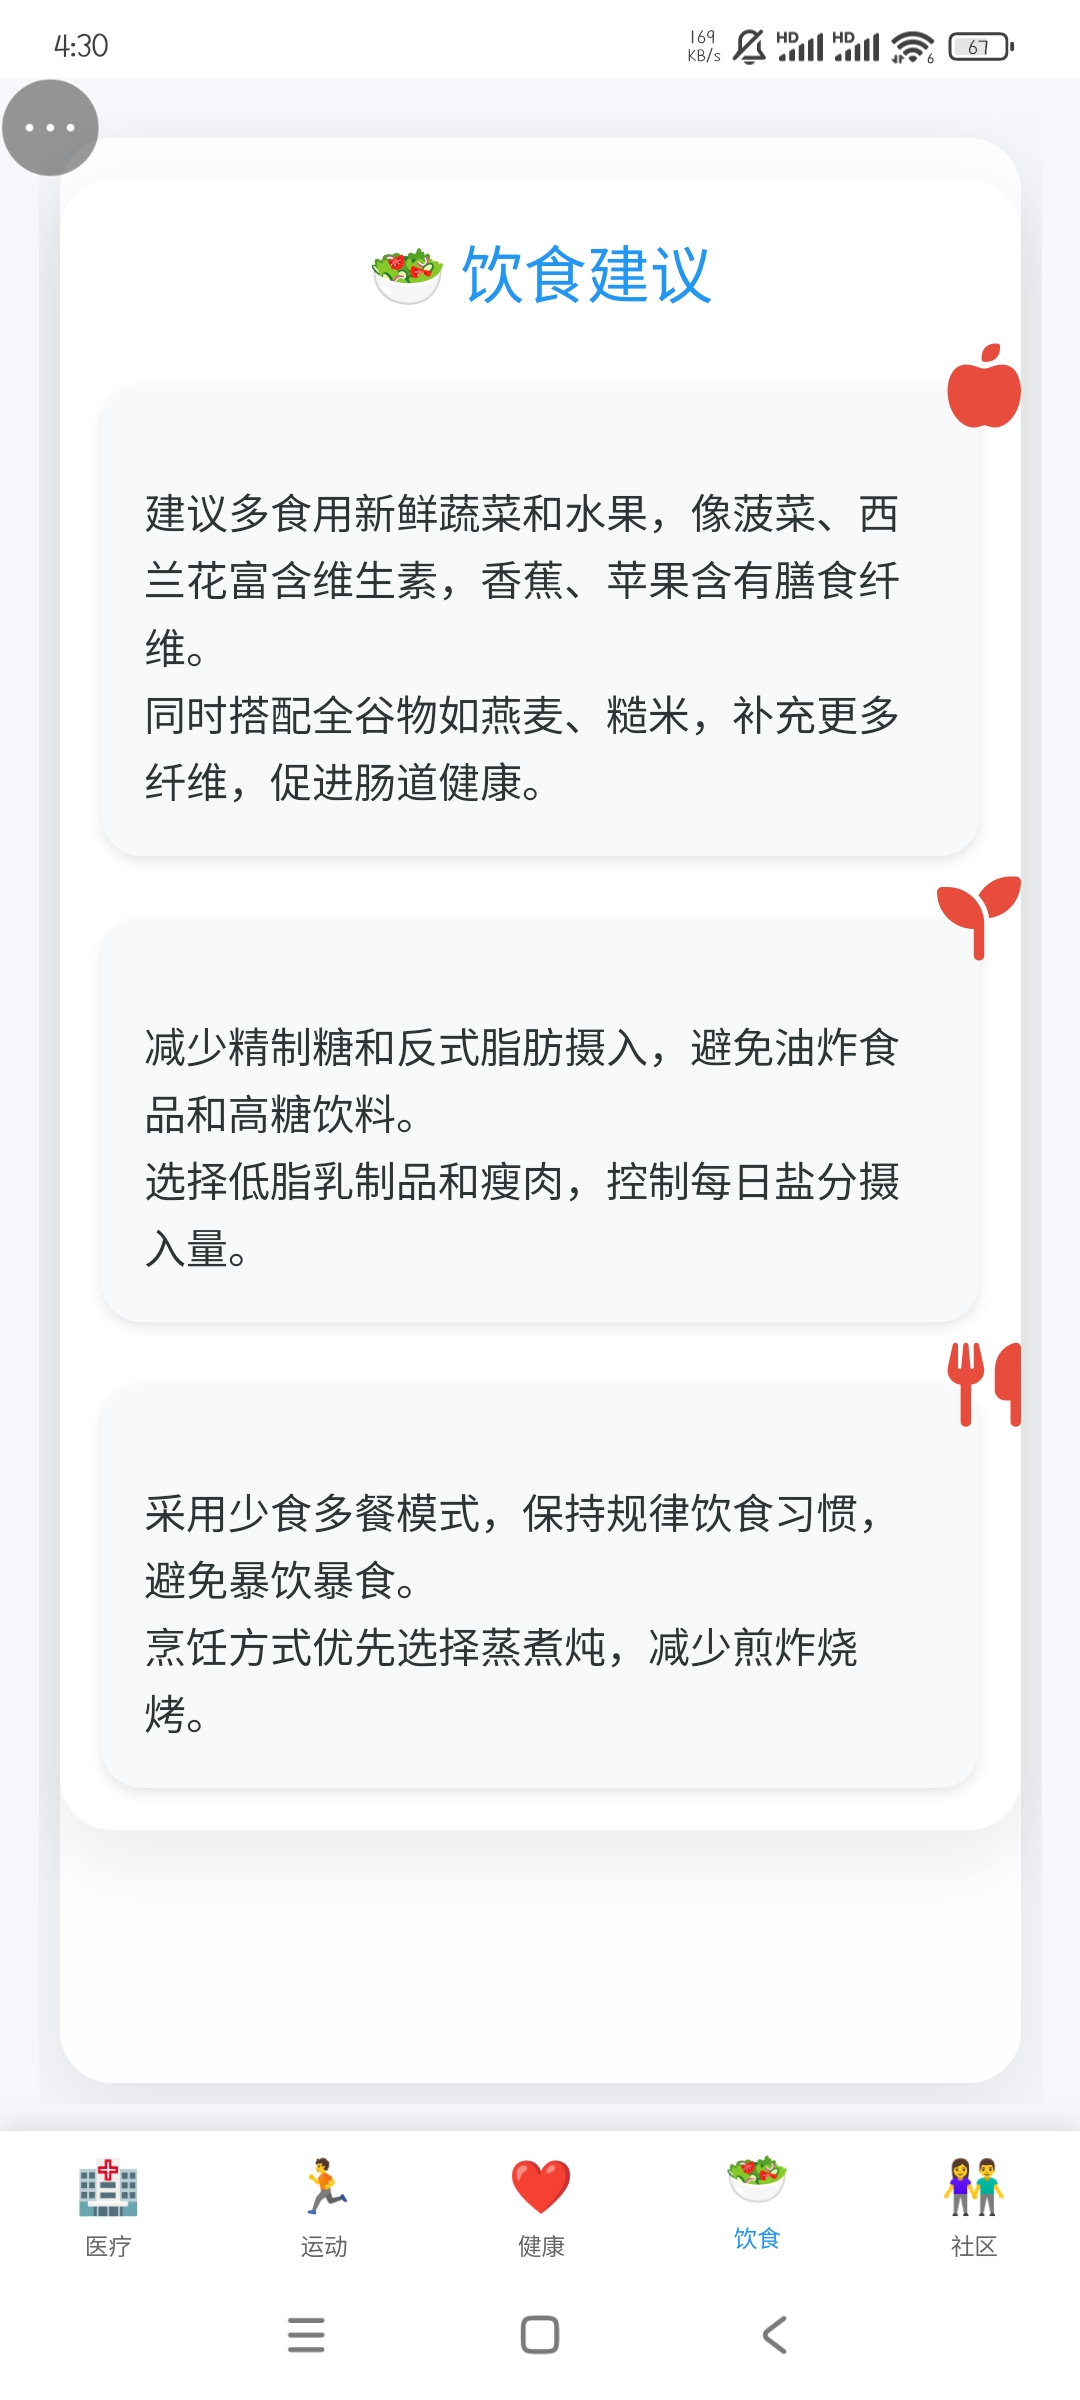 4:30
169
KB/s
HD
HD
6
67
饮食建议
建议多食用新鲜蔬菜和水果，像菠菜、西
兰花富含维生素，香蕉、苹果含有膳食纤
维。
同时搭配全谷物如燕麦、糙米，补充更多
纤维，促进肠道健康。
减少精制糖和反式脂肪摄入，避免油炸食
品和高糖饮料。
选择低脂乳制品和瘦肉，控制每日盐分摄
入量。
采用少食多餐模式，保持规律饮食习惯，
避免暴饮暴食。
烹饪方式优先选择蒸煮炖，减少煎炸烧
烤。
医疗
运动
健康
饮食
社区